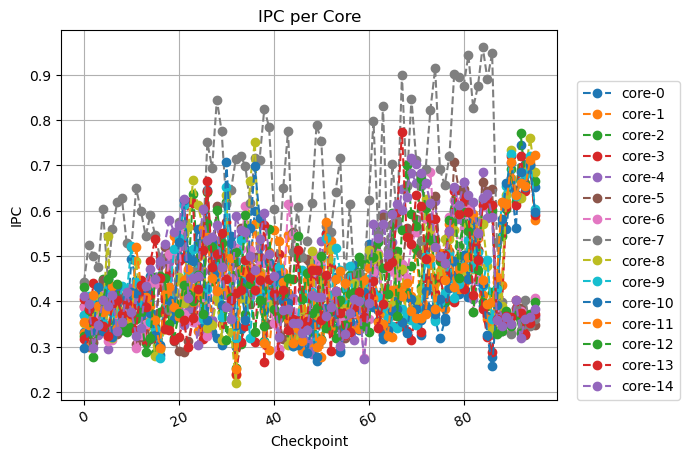 IPC per Core
IPC
0.9
0.8
0.7
0.6
0.5
0.4
0.3
0.2
0
20
40
60
80
Checkpoint
core-0
core-1
core-2
core-3
core-4
core-5
core-6
core-7
core-8
core-9
core-10
core-11
core-12
core-13
core-14